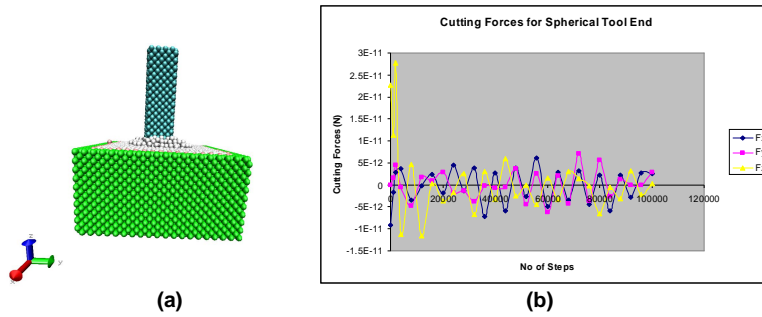 Cutting Forces for Spherical Tool End
3E-11
2.5E-11
2E-11
1.5E-11
1E-11
5E-12
0
-5E-12
-1E-11
-1.5E-11
Cutting Forces (N)
0
20000
40000
60000
80000
100000
120000
No of Steps
z
y
x
(a)
(b)